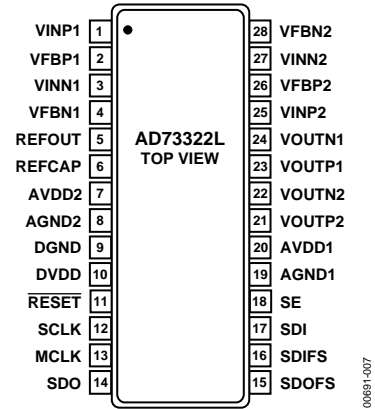 VINP1 1 28 VFBN2
VFBP1 2 27 VINN2
VINN1 3 26 VFBP2
VFBN1 4 25 VINP2
REFOUT 5 AD73322L 24 VOUTN1
TOP VIEW
REFCAP 6 23 VOUTP1
AVDD2 7 22 VOUTN2
AGND2 8 21 VOUTP2
DGND 9 20 AVDD1
DVDD 10 19 AGND1
RESET 11 18 SE
SCLK 12 17 SDI
MCLK 13 16 SDIFS
SDO 14 15 SDOFS
00691-007